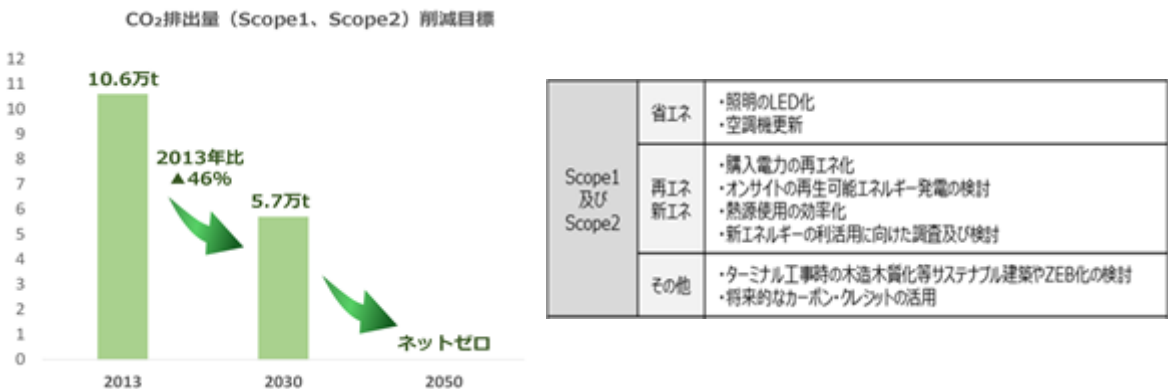 CO₂排出量（Scope1、Scope2）削減目標
12
11
10
9
8
7
6
5
4
3
2
1
0
10.6万t
2013年比
▲46%
5.7万t
ネットゼロ
2013
2030
2050
Scope1
及び
Scope2
省エネ
・照明のLED化
・空調機更新
再エネ
新エネ
・購入電力の再エネ化
・オンサイトの再生可能エネルギー発電の検討
・熱源使用の効率化
・新エネルギーの利活用に向けた調査及び検討
その他
・ターミナル工事時の木造木質化等サステナブル建築やZEB化の検討
・将来的なカーボン・クレジットの活用